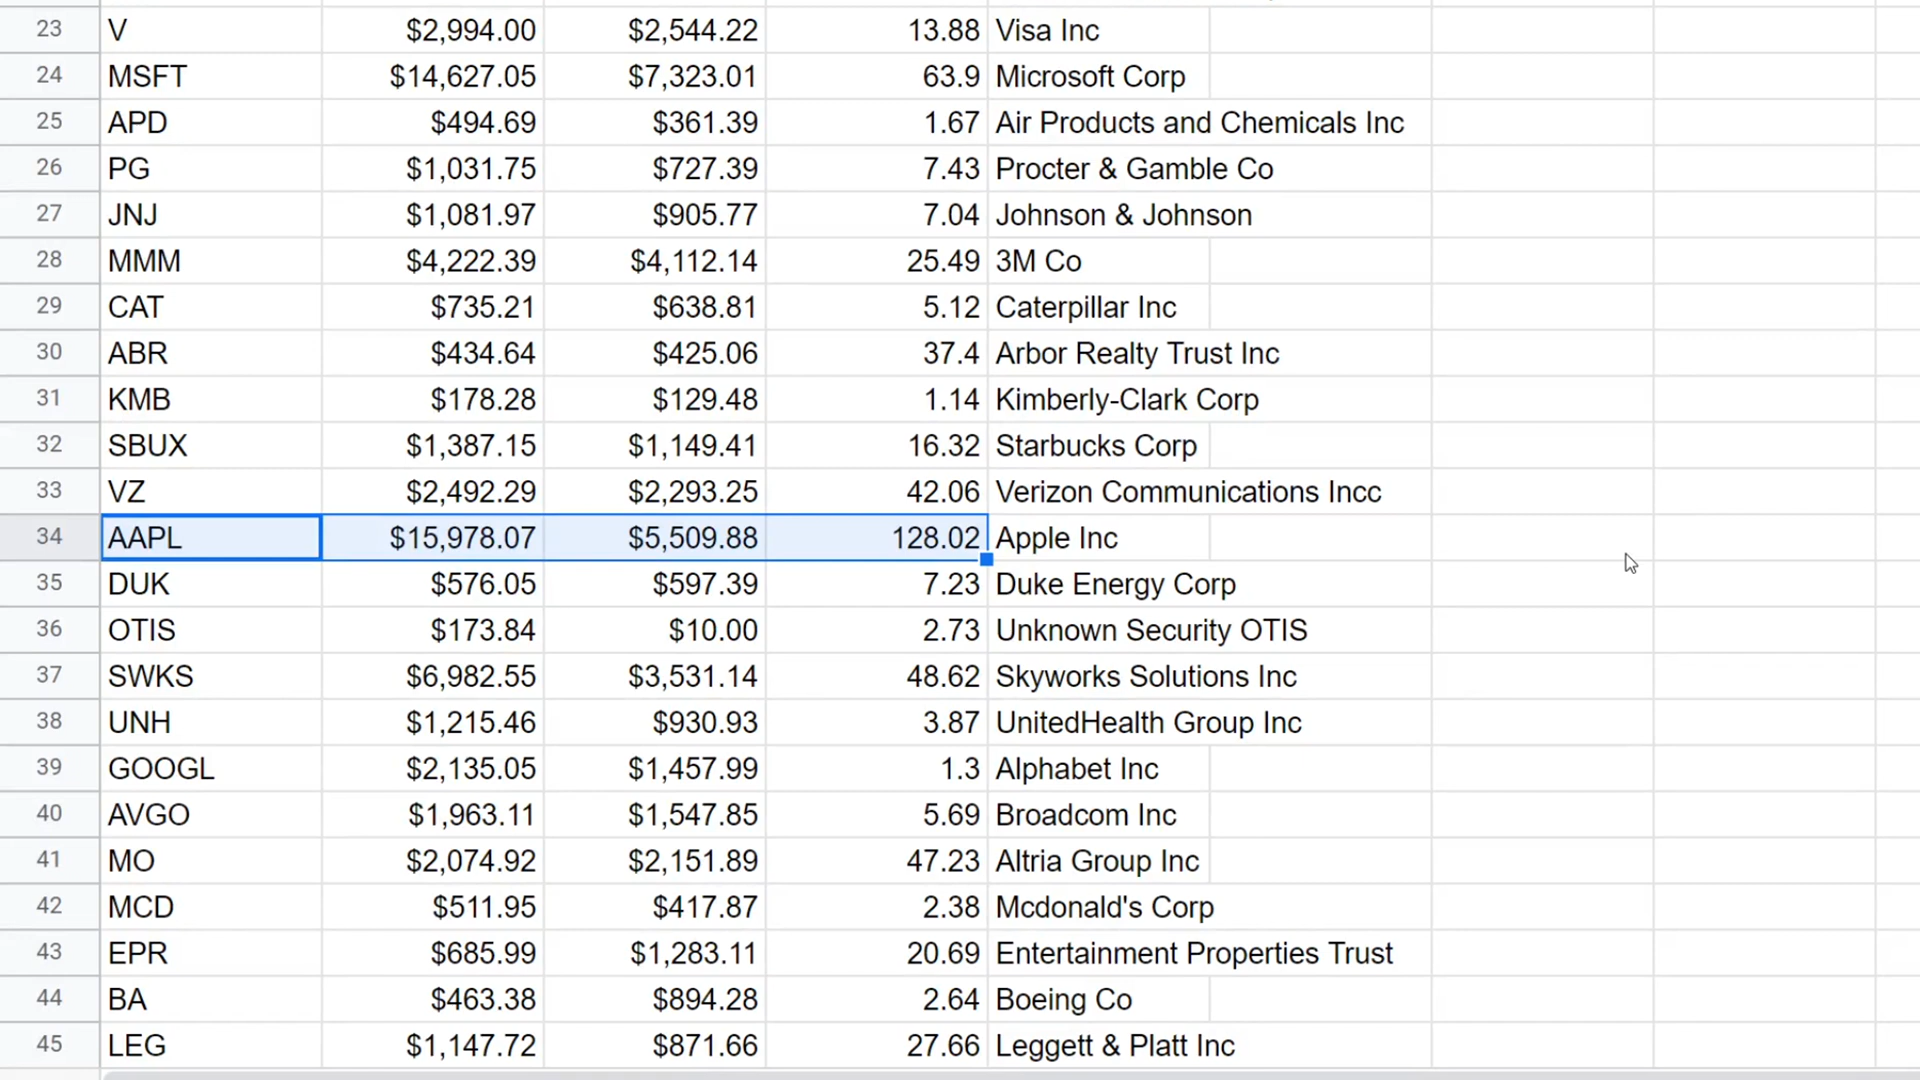 23 V $2,994.00 $2,544.22 13.88 Visa Inc
24 MSFT $14,627.05 $7,323.01 63.9 Microsoft Corp
25 APD $494.69 $361.39 1.67 Air Products and Chemicals Inc
26 PG $1,031.75 $727.39 7.43 Procter & Gamble Co
27 JNJ $1,081.97 $905.77 7.04 Johnson & Johnson
28 MMM $4,222.39 $4,112.14 25.49 3M Co
29 CAT $735.21 $638.81 5.12 Caterpillar Inc
30 ABR $434.64 $425.06 37.4 Arbor Realty Trust Inc
31 KMB $178.28 $129.48 1.14 Kimberly-Clark Corp
32 SBUX $1,387.15 $1,149.41 16.32 Starbucks Corp
33 VZ $2,492.29 $2,293.25 42.06 Verizon Communications Incc
34 AAPL $15,978.07 $5,509.88 128.02 Apple Inc
35 DUK $576.05 $597.39 7.23 Duke Energy Corp
36 OTIS $173.84 $10.00 2.73 Unknown Security OTIS
37 SWKS $6,982.55 $3,531.14 48.62 Skyworks Solutions Inc
38 UNH $1,215.46 $930.93 3.87 UnitedHealth Group Inc
39 GOOGL $2,135.05 $1,457.99 1.3 Alphabet Inc
40 AVGO $1,963.11 $1,547.85 5.69 Broadcom Inc
41 MO $2,074.92 $2,151.89 47.23 Altria Group Inc
42 MCD $511.95 $417.87 2.38 Mcdonald's Corp
43 EPR $685.99 $1,283.11 20.69 Entertainment Properties Trust
44 BA $463.38 $894.28 2.64 Boeing Co
45 LEG $1,147.72 $871.66 27.66 Leggett & Platt Inc